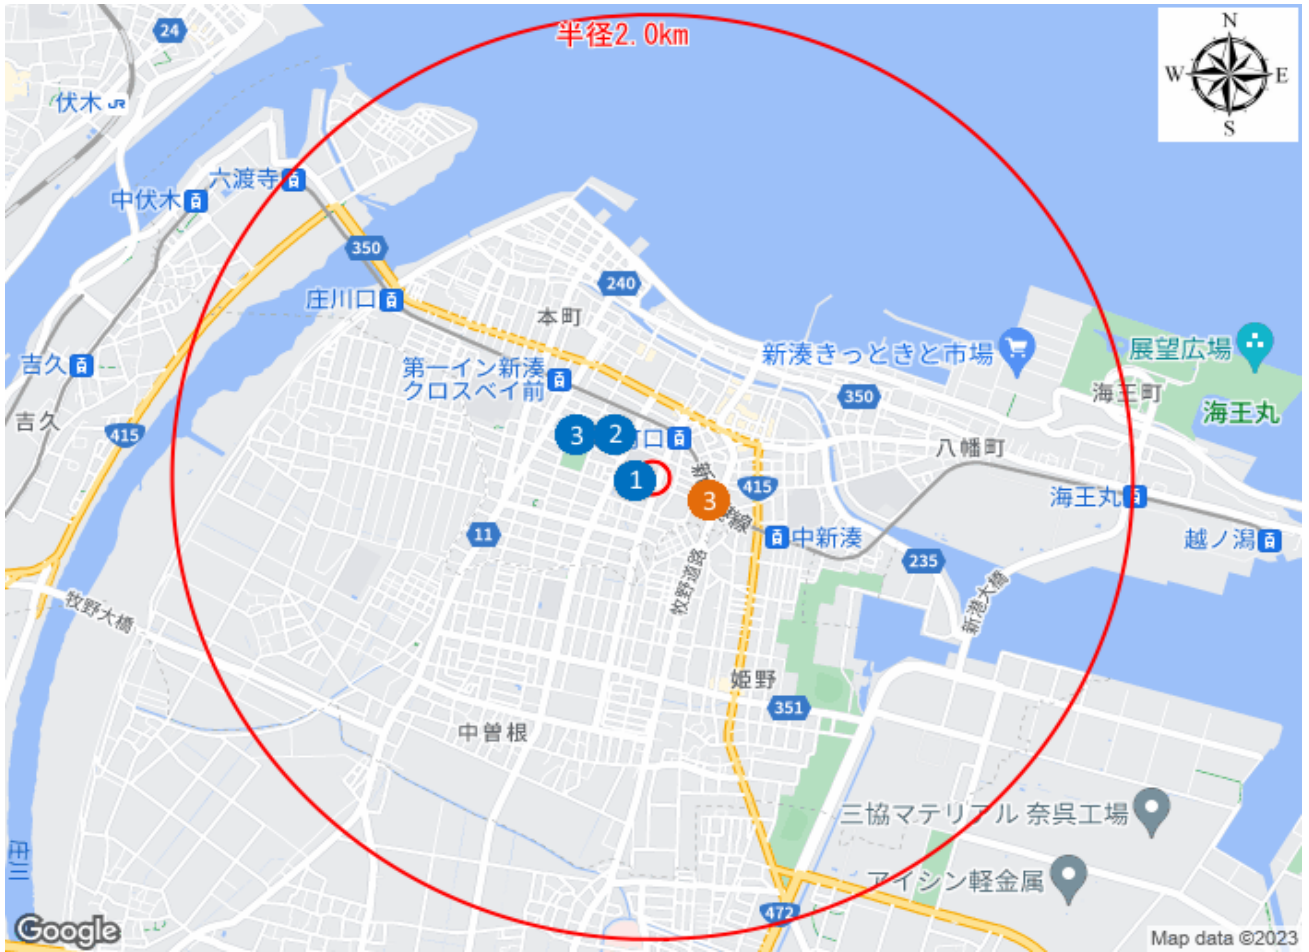 半径2.0km
N
W
E
S
24
伏木
JR
六渡寺
中伏木
350
庄川口
240
本町
第一イン新湊
クロスベイ前
新湊きっときと市場
展望広場
海王町
海王丸
吉久
吉久
415
350
八幡町
3
2
町口
1
3
415
海王丸
越ノ潟
11
線
中新湊
235
牧野道路
新港大橋
牧野大橋
姫野
351
中曽根
三協マテリアル 奈呉工場
アイシン軽金属
庄川
472
Google
Map data ©2023